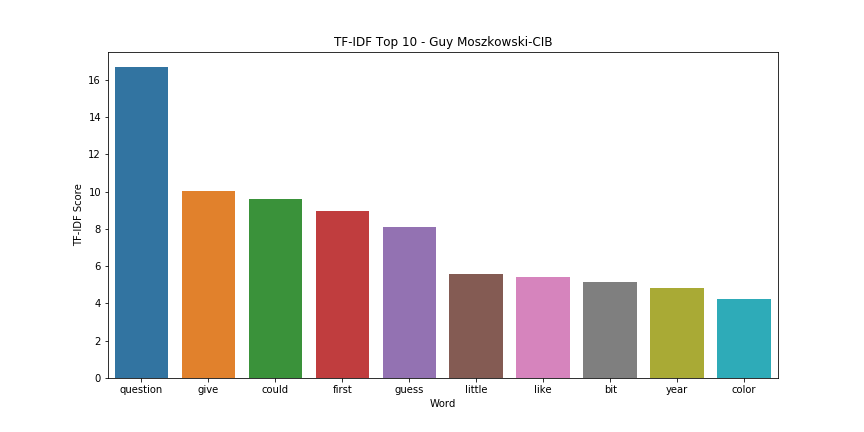 TF-IDF Top 10 - Guy Moszkowski-CIB
TF-IDF Score
16
14
12
10
8
6
4
2
0
question give could first guess little like bit year color
Word